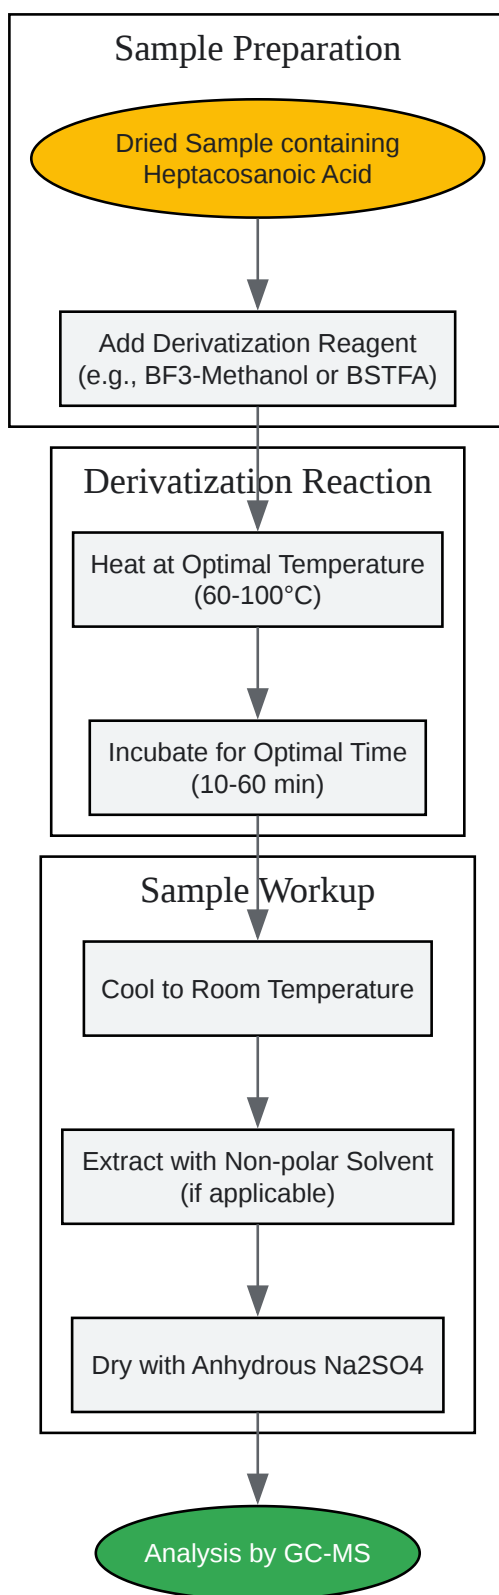 Sample Preparation
Dried Sample containing
Heptacosanoic Acid
Add Derivatization Reagent
(e.g., BF3-Methanol or BSTFA)
Derivatization Reaction
Heat at Optimal Temperature
(60-100°C)
Incubate for Optimal Time
(10-60 min)
Sample Workup
Cool to Room Temperature
Extract with Non-polar Solvent
(if applicable)
Dry with Anhydrous Na2SO4
Analysis by GC-MS